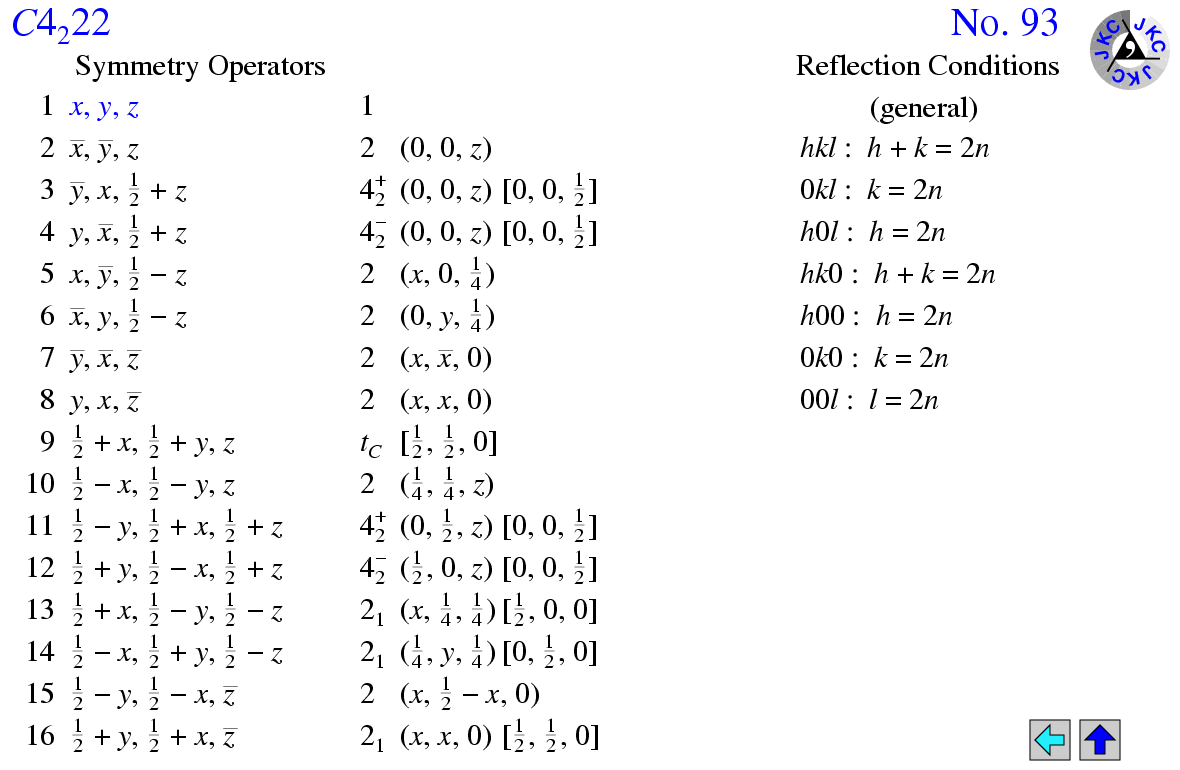 C4₂22 No. 93
JKC JKC JKC JKC
Symmetry Operators Reflection Conditions
1 x, y, z 1 (general)
2 x̅, y̅, z 2 (0, 0, z) hkl : h + k = 2n
3 y̅, x, 1/2 + z 4₂⁺ (0, 0, z) [0, 0, 1/2] 0kl : k = 2n
4 y, x̅, 1/2 + z 4₂⁻ (0, 0, z) [0, 0, 1/2] h0l : h = 2n
5 x, y̅, 1/2 − z 2 (x, 0, 1/4) hk0 : h + k = 2n
6 x̅, y, 1/2 − z 2 (0, y, 1/4) h00 : h = 2n
7 y̅, x̅, z̅ 2 (x, x̅, 0) 0k0 : k = 2n
8 y, x, z̅ 2 (x, x, 0) 00l : l = 2n
9 1/2 + x, 1/2 + y, z t_C [1/2, 1/2, 0]
10 1/2 − x, 1/2 − y, z 2 (1/4, 1/4, z)
11 1/2 − y, 1/2 + x, 1/2 + z 4₂⁺ (0, 1/2, z) [0, 0, 1/2]
12 1/2 + y, 1/2 − x, 1/2 + z 4₂⁻ (1/2, 0, z) [0, 0, 1/2]
13 1/2 + x, 1/2 − y, 1/2 − z 2₁ (x, 1/4, 1/4) [1/2, 0, 0]
14 1/2 − x, 1/2 + y, 1/2 − z 2₁ (1/4, y, 1/4) [0, 1/2, 0]
15 1/2 − y, 1/2 − x, z̅ 2 (x, 1/2 − x, 0)
16 1/2 + y, 1/2 + x, z̅ 2₁ (x, x, 0) [1/2, 1/2, 0]